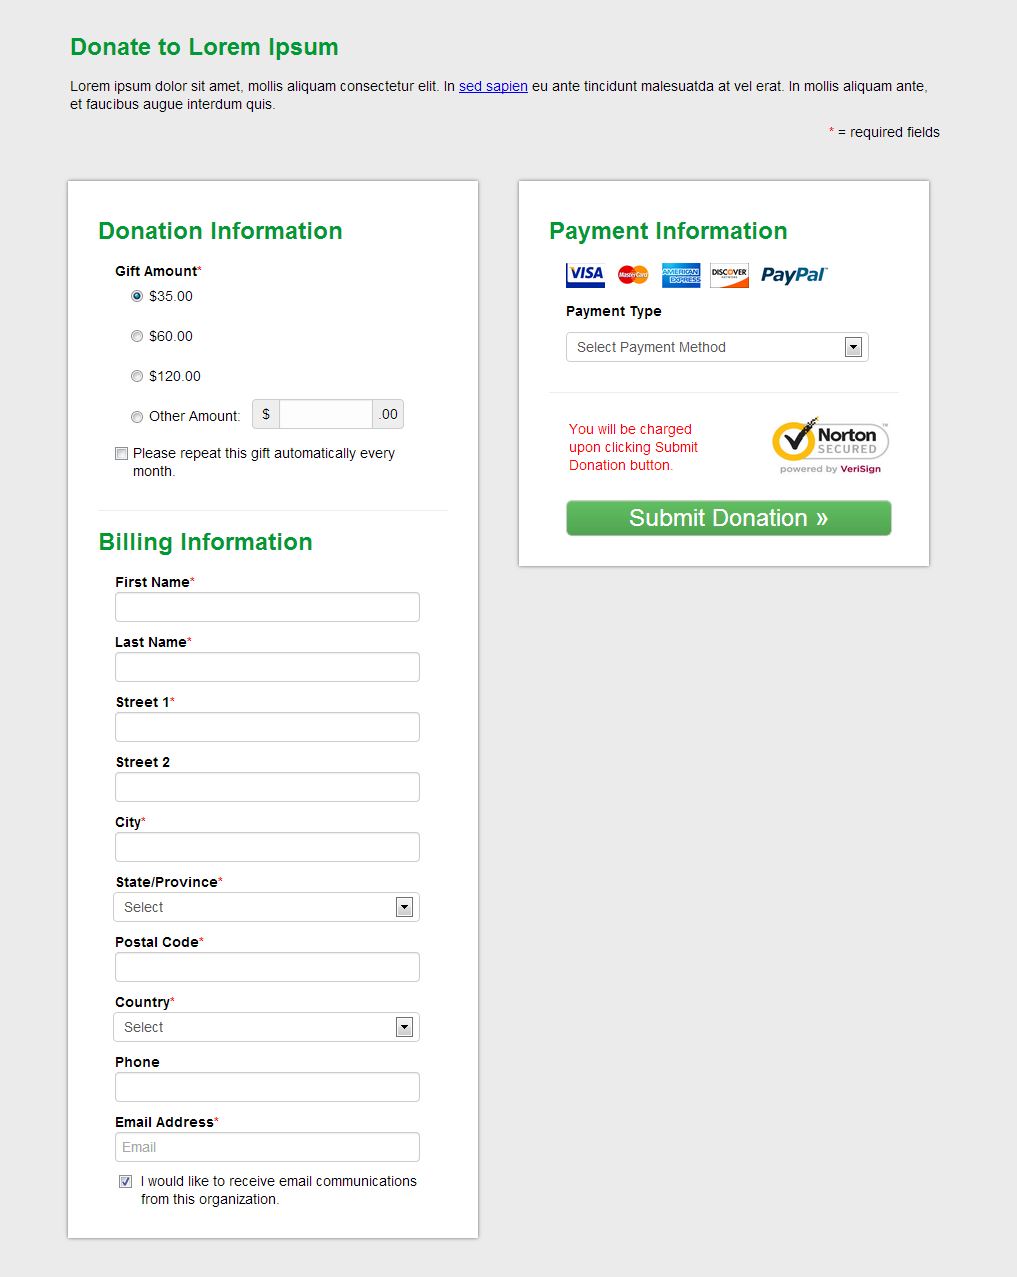 Donate to Lorem Ipsum
Lorem ipsum dolor sit amet, mollis aliquam consectetur elit. In sed sapien eu ante tincidunt malesuatda at vel erat. In mollis aliquam ante,
et faucibus augue interdum quis.
* = required fields
Donation Information
Gift Amount*
$35.00
$60.00
$120.00
Other Amount: $ .00
Please repeat this gift automatically every
month.
Billing Information
First Name*
Last Name*
Street 1*
Street 2
City*
State/Province*
Select
Postal Code*
Country*
Select
Phone
Email Address*
Email
I would like to receive email communications
from this organization.
Payment Information
VISA MasterCard AMERICAN EXPRESS DISCOVER NETWORK PayPal™
Payment Type
Select Payment Method
You will be charged
upon clicking Submit
Donation button.
Norton™
SECURED
powered by VeriSign
Submit Donation »